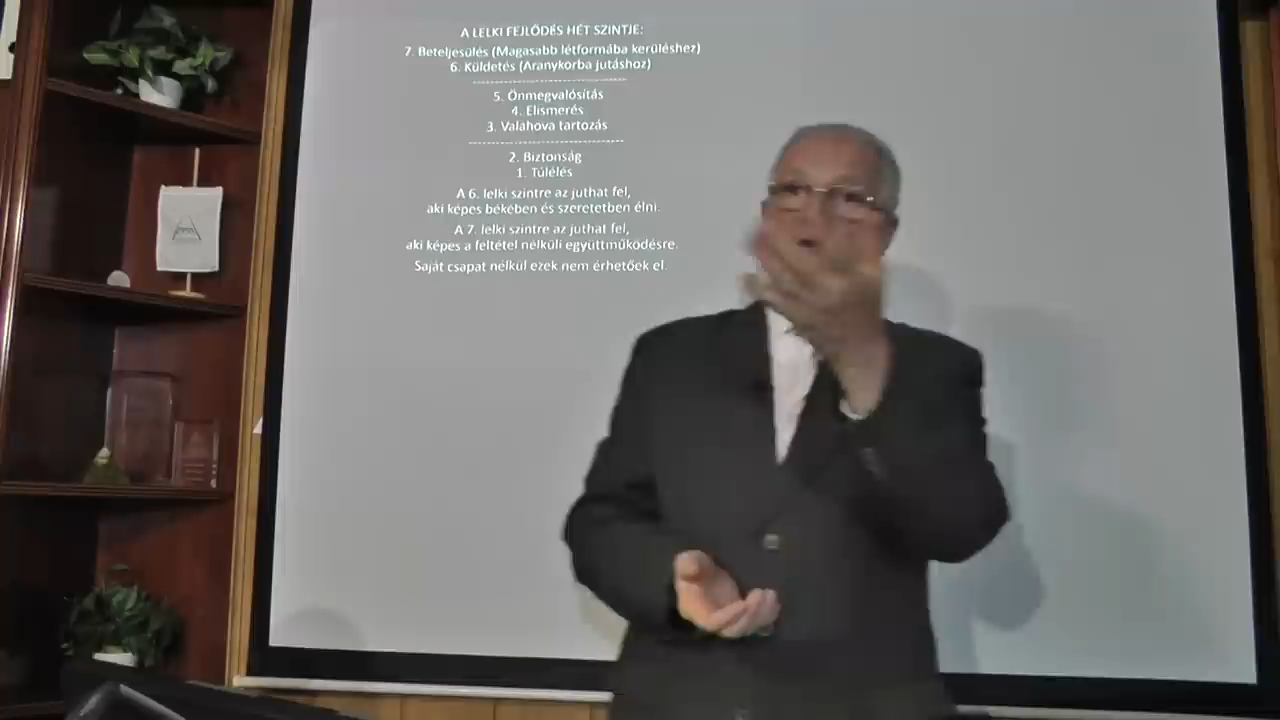 A LELKI FEJLŐDÉS HÉT SZINTJE:
7. Beteljesülés (Magasabb létformába kerüléshez)
6. Küldetés (Aranykorba jutáshoz)
5. Önmegvalósítás
4. Elismerés
3. Valahova tartozás
2. Biztonság
1. Túlélés
A 6. lelki szintre az juthat fel,
aki képes békében és szeretetben élni.
A 7. lelki szintre az juthat fel,
aki képes a feltétel nélküli együttműködésre.
Saját csapat nélkül ezek nem érhetőek el.